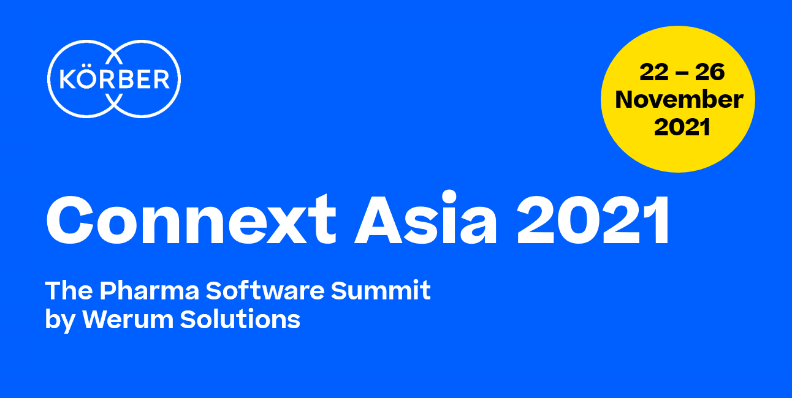 KÖRBER
22 – 26
November
2021
Connext Asia 2021
The Pharma Software Summit
by Werum Solutions